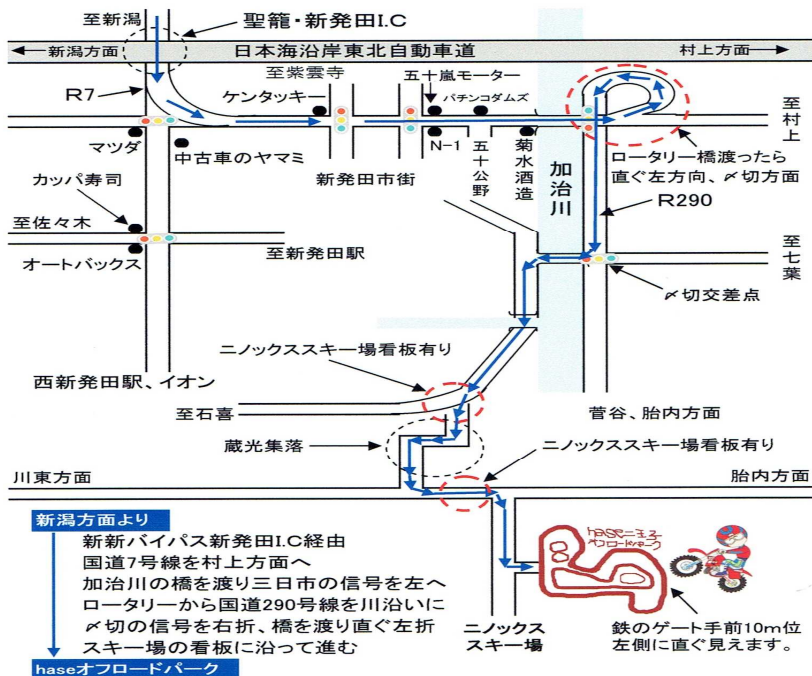 至新潟
聖籠・新発田I.C
新潟方面
日本海沿岸東北自動車道
村上方面
R7
至紫雲寺
五十嵐モーター
ケンタッキー
パチンコダムズ
至村上
マツダ
中古車のヤマミ
N-1
新発田市街
五十公野
菊水酒造
加治川
ロータリー橋渡ったら
直ぐ左方向、〆切方面
R290
カッパ寿司
至佐々木
オートバックス
至新発田駅
至七葉
〆切交差点
西新発田駅、イオン
ニノックススキー場看板有り
至石喜
菅谷、胎内方面
蔵光集落
ニノックススキー場看板有り
川東方面
胎内方面
新潟方面より
新新バイパス新発田I.C経由
国道7号線を村上方面へ
加治川の橋を渡り三日市の信号を左へ
ロータリーから国道290号線を川沿いに
〆切の信号を右折、橋を渡り直ぐ左折
スキー場の看板に沿って進む
haseオフロードパーク
ニノックス
スキー場
hase二王子
オフロードパーク
鉄のゲート手前10m位
左側に直ぐ見えます。